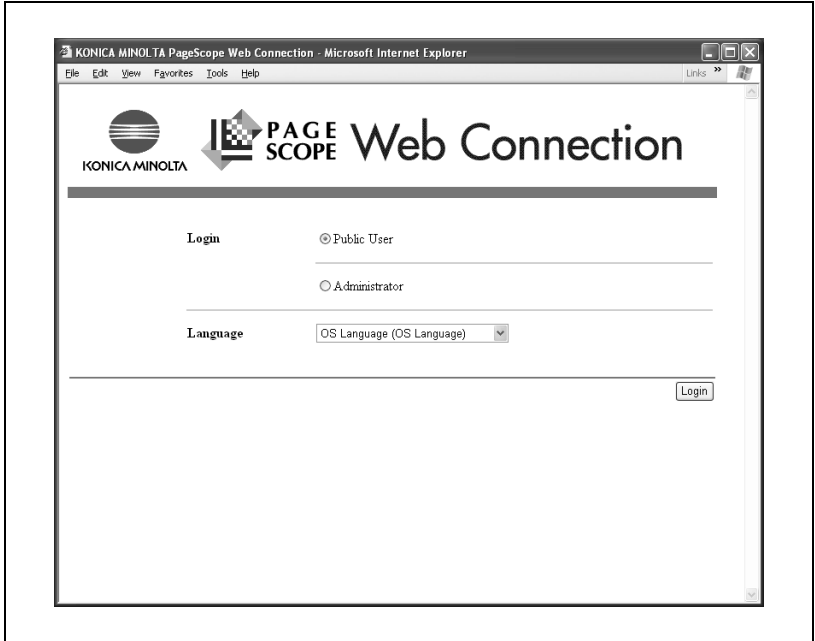 KONICA MINOLTA PageScope Web Connection - Microsoft Internet Explorer
File Edit View Favorites Tools Help Links »
KONICA MINOLTA
PAGE SCOPE Web Connection
Login Public User
Administrator
Language OS Language (OS Language)
Login